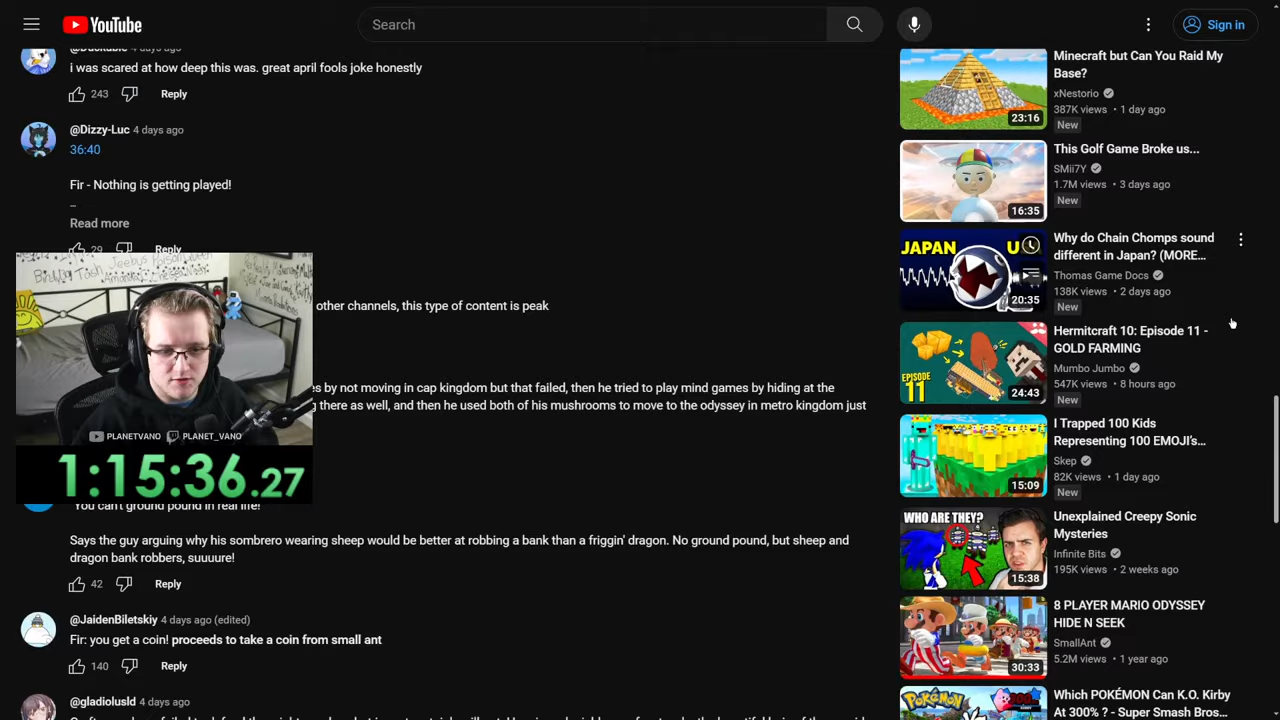 YouTube
Search
Sign in
4 days ago
i was scared at how deep this was. great april fools joke honestly
243
Reply
@Dizzy-Luc 4 days ago
36:40
Fir - Nothing is getting played!
–
Read more
29
Reply
other channels, this type of content is peak
es by not moving in cap kingdom but that failed, then he tried to play mind games by hiding at the
there as well, and then he used both of his mushrooms to move to the odyssey in metro kingdom just
PLANETVANO PLANET_VANO
1:15:36.27
"You can't ground pound in real life!"
Says the guy arguing why his sombrero wearing sheep would be better at robbing a bank than a friggin' dragon. No ground pound, but sheep and
dragon bank robbers, suuuure!
42
Reply
@JaidenBiletskiy 4 days ago (edited)
Fir: you get a coin! proceeds to take a coin from small ant
140
Reply
@gladiolusld 4 days ago
23:16
Minecraft but Can You Raid My
Base?
xNestorio
387K views • 1 day ago
New
16:35
This Golf Game Broke us...
SMii7Y
1.7M views • 3 days ago
New
JAPAN
U
20:35
Why do Chain Chomps sound
different in Japan? (MORE...
Thomas Game Docs
138K views • 2 days ago
New
EPISODE
11
24:43
Hermitcraft 10: Episode 11 -
GOLD FARMING
Mumbo Jumbo
547K views • 8 hours ago
New
15:09
I Trapped 100 Kids
Representing 100 EMOJI's...
Skep
82K views • 1 day ago
New
WHO ARE THEY?
15:38
Unexplained Creepy Sonic
Mysteries
Infinite Bits
195K views • 2 weeks ago
30:33
8 PLAYER MARIO ODYSSEY
HIDE N SEEK
SmallAnt
5.2M views • 1 year ago
POKÉMON
Which POKÉMON Can K.O. Kirby
At 300% ? - Super Smash Bros...